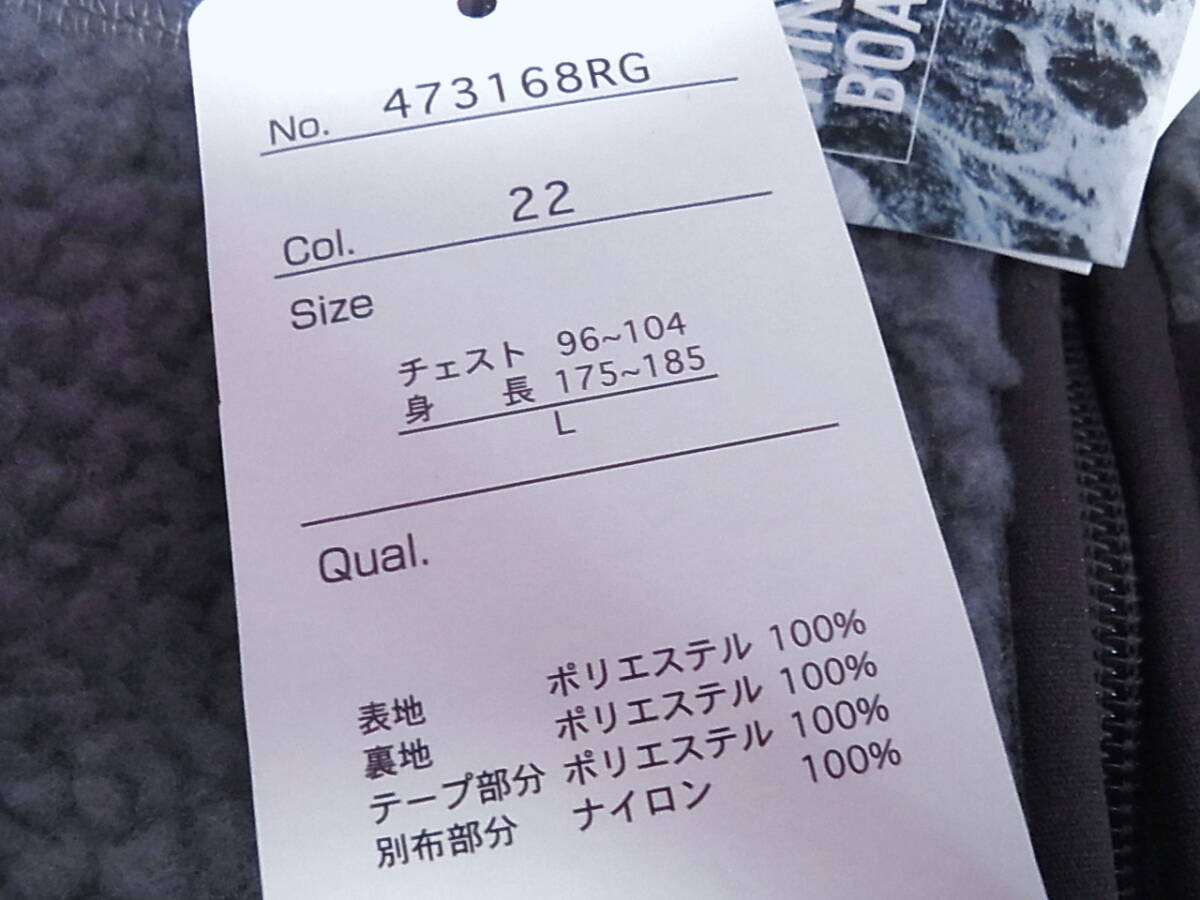 No. 473168RG
Col. 22
Size
チェスト 96~104
身 長 175~185
L
Qual.
表地 ポリエステル 100%
裏地 ポリエステル 100%
テープ部分 ポリエステル 100%
別布部分 ナイロン 100%
BOA